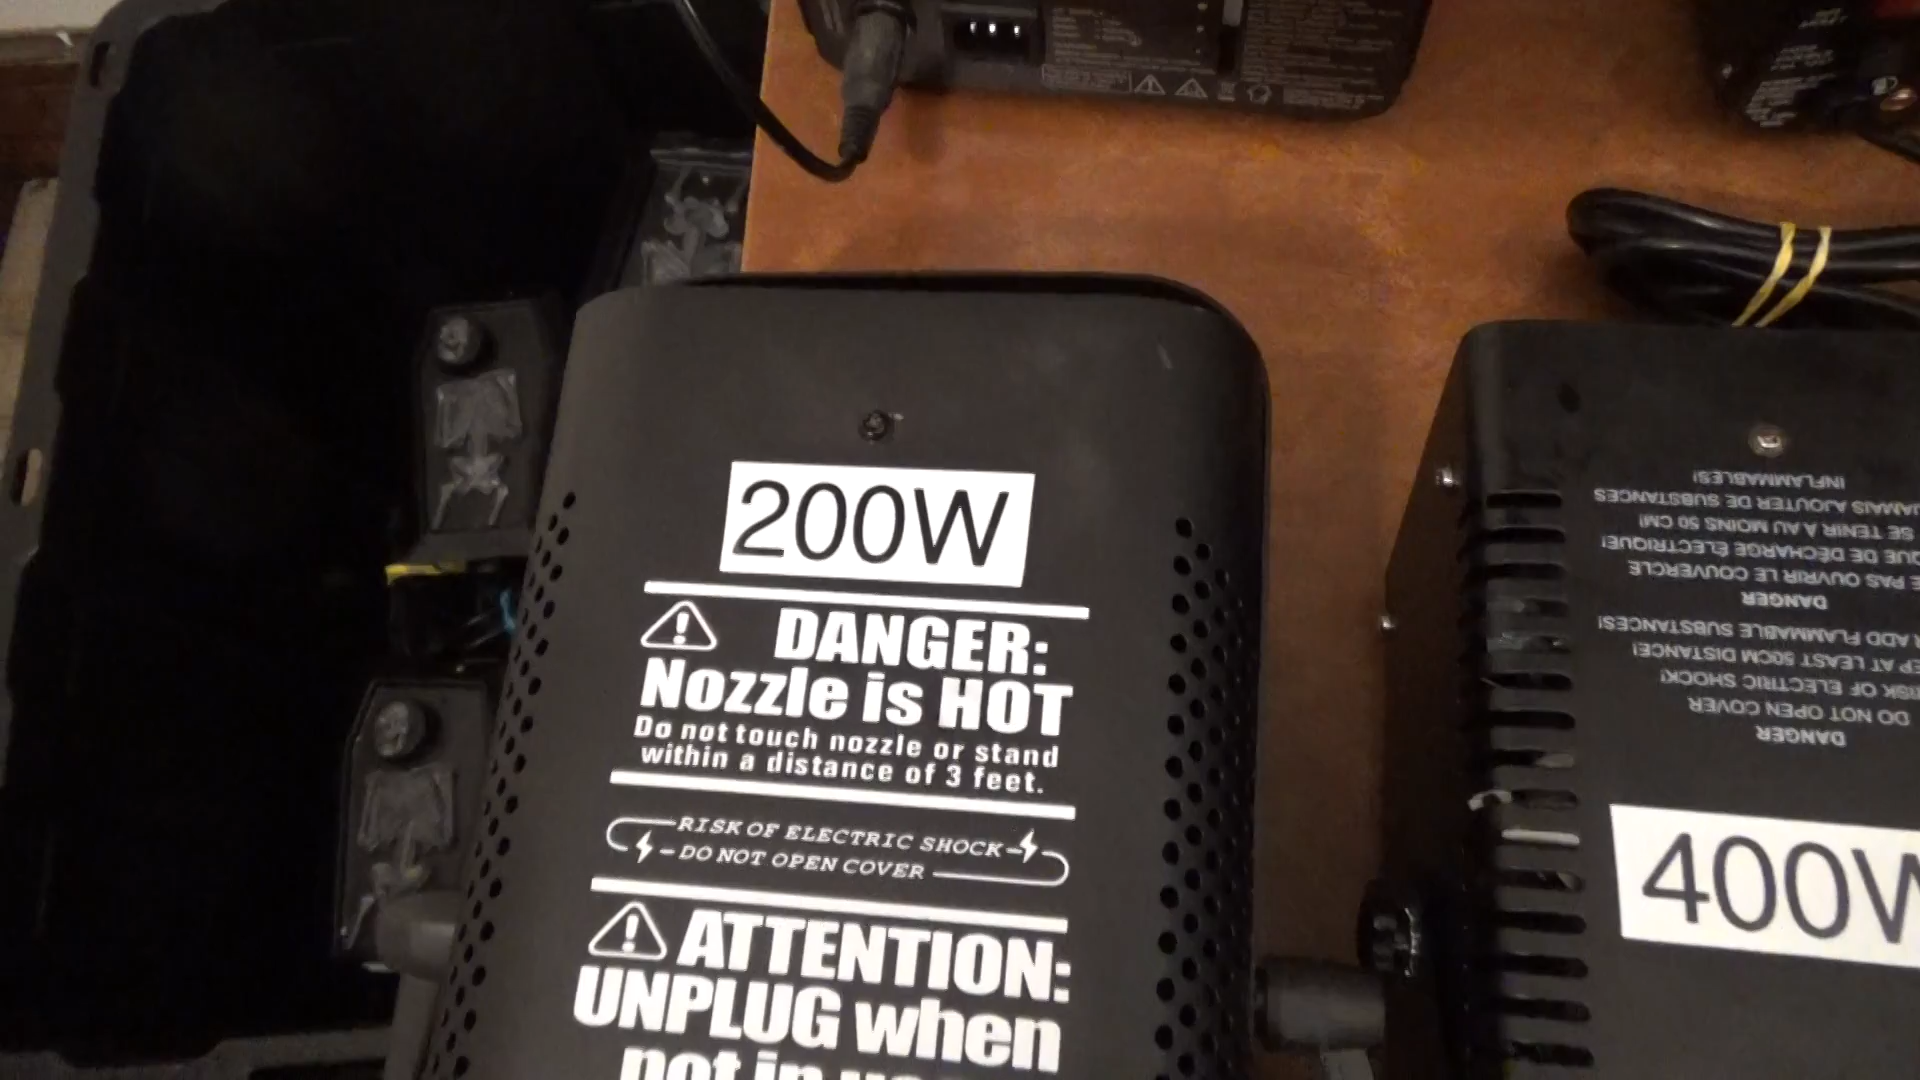 200W
DANGER:
Nozzle is HOT
Do not touch nozzle or stand
within a distance of 3 feet.
RISK OF ELECTRIC SHOCK
DO NOT OPEN COVER
ATTENTION:
UNPLUG when
not in
400W
DANGER
DO NOT OPEN COVER
RISK OF ELECTRIC SHOCK!
AT LEAST 50CM DISTANCE!
ADD FLAMMABLE SUBSTANCES!
DANGER
PAS OUVRIR LE COUVERCLE
DE DÉCHARGE ÉLECTRIQUE!
SE TENIR À AU MOINS 50 CM!
JAMAIS AJOUTER DE SUBSTANCES
INFLAMMABLES!